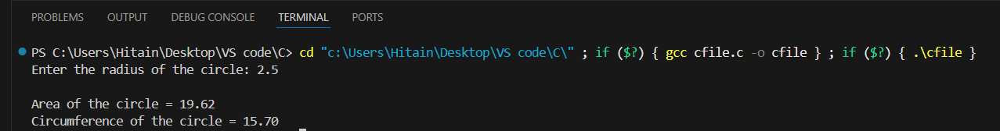 PROBLEMS OUTPUT DEBUG CONSOLE TERMINAL PORTS
PS C:\Users\Hitain\Desktop\VS code\C> cd "c:\Users\Hitain\Desktop\VS code\C\" ; if ($?) { gcc cfile.c -o cfile } ; if ($?) { .\cfile }
Enter the radius of the circle: 2.5
Area of the circle = 19.62
Circumference of the circle = 15.70